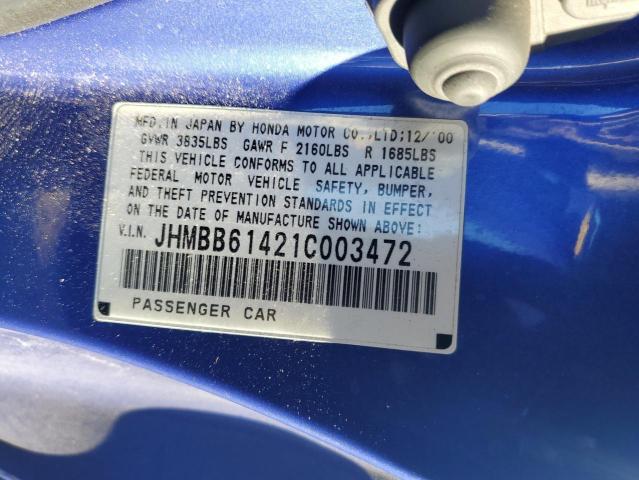 MFD. IN JAPAN BY HONDA MOTOR CO.,LTD; 12/'00
GVWR 3635LBS GAWR F 2160LBS R 1685LBS
THIS VEHICLE CONFORMS TO ALL APPLICABLE
FEDERAL MOTOR VEHICLE SAFETY, BUMPER,
AND THEFT PREVENTION STANDARDS IN EFFECT
ON THE DATE OF MANUFACTURE SHOWN ABOVE:
V.I.N. JHMBB61421C003472
PASSENGER CAR